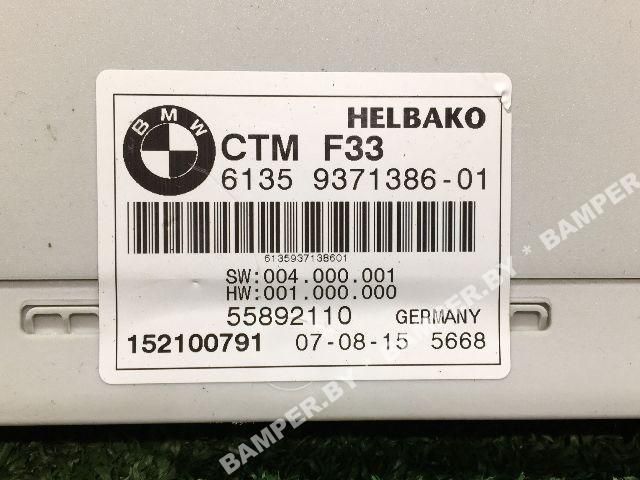 BMW HELBAKO
CTM F33
6135 9371386-01
6135937138601
SW:004.000.001
HW:001.000.000
55892110 GERMANY
152100791 07-08-15 5668
BAMPER.BY * BAMPER.BY * BAMPER.BY